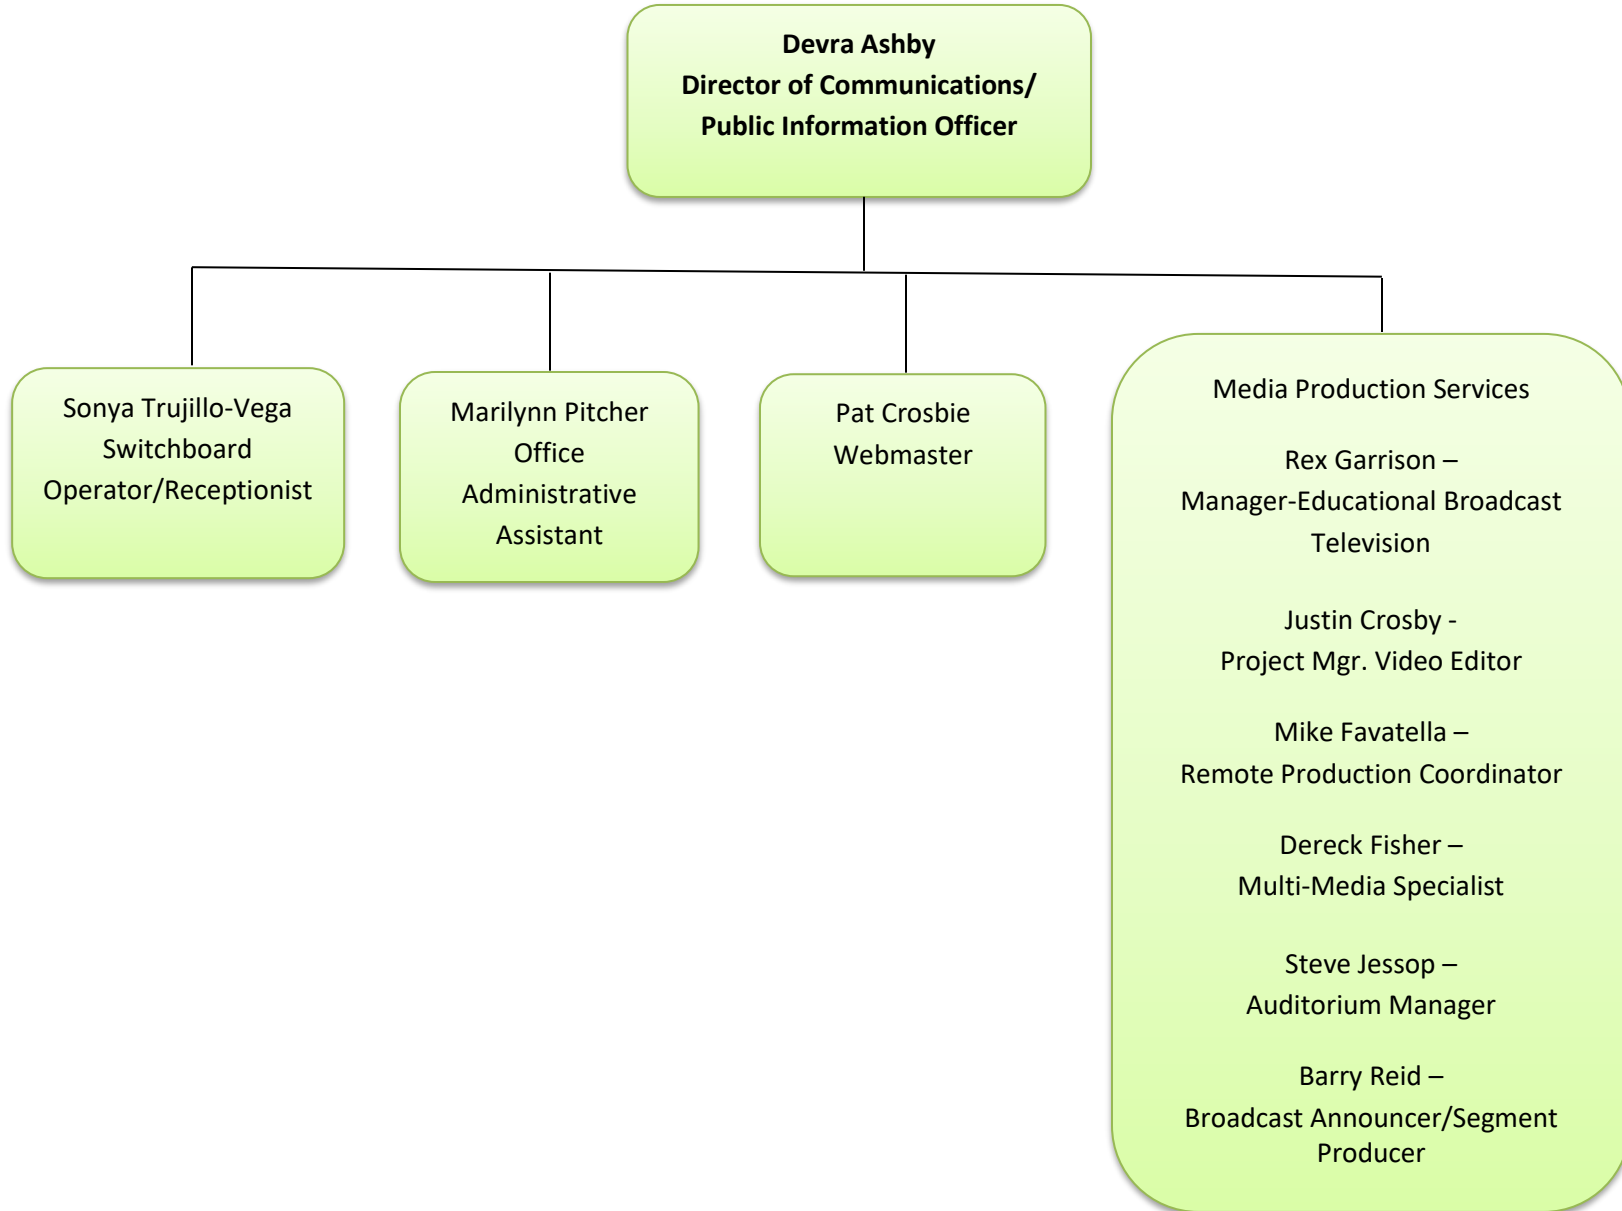 Devra Ashby
Director of Communications/
Public Information Officer
Sonya Trujillo-Vega
Switchboard
Operator/Receptionist
Marilynn Pitcher
Office
Administrative
Assistant
Pat Crosbie
Webmaster
Media Production Services
Rex Garrison –
Manager-Educational Broadcast
Television
Justin Crosby -
Project Mgr. Video Editor
Mike Favatella –
Remote Production Coordinator
Dereck Fisher –
Multi-Media Specialist
Steve Jessop –
Auditorium Manager
Barry Reid –
Broadcast Announcer/Segment
Producer